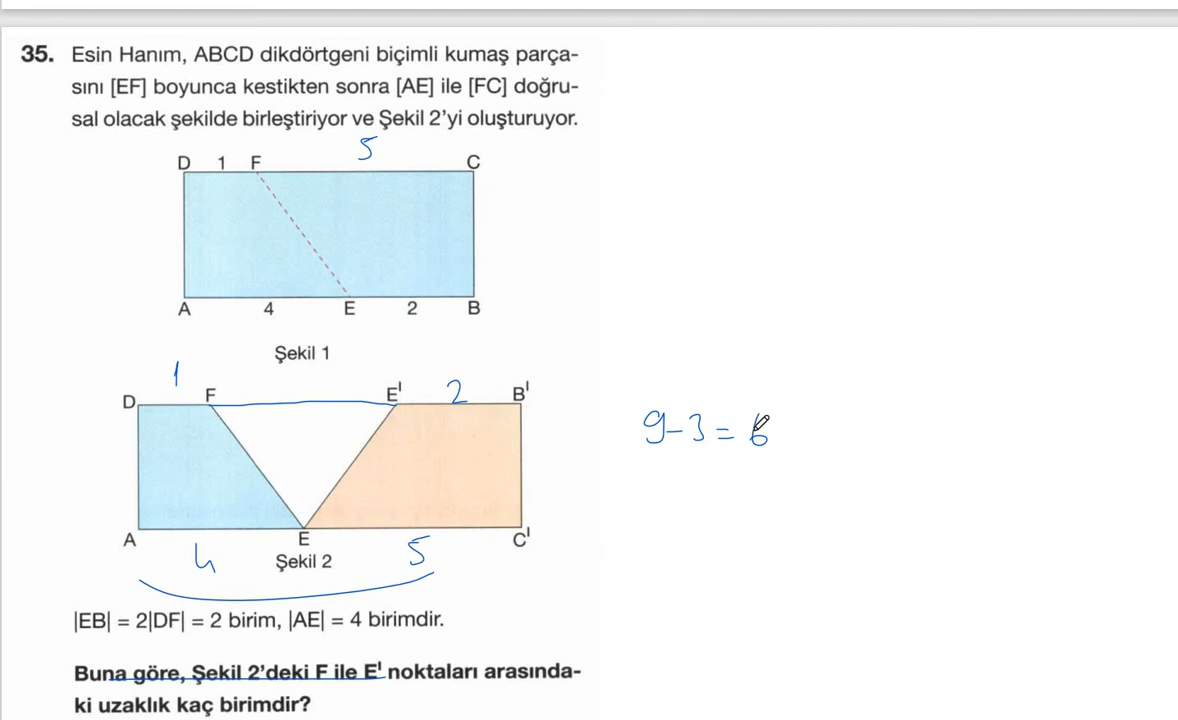 35. Esin Hanım, ABCD dikdörtgeni biçimli kumaş parça-
sını [EF] boyunca kestikten sonra [AE] ile [FC] doğru-
sal olacak şekilde birleştiriyor ve Şekil 2'yi oluşturuyor.
5
D 1 F C
A 4 E 2 B
Şekil 1
1
D F E' 2 B'
9-3=6
A E C'
4 Şekil 2 5
|EB| = 2|DF| = 2 birim, |AE| = 4 birimdir.
Buna göre, Şekil 2'deki F ile E' noktaları arasında-
ki uzaklık kaç birimdir?